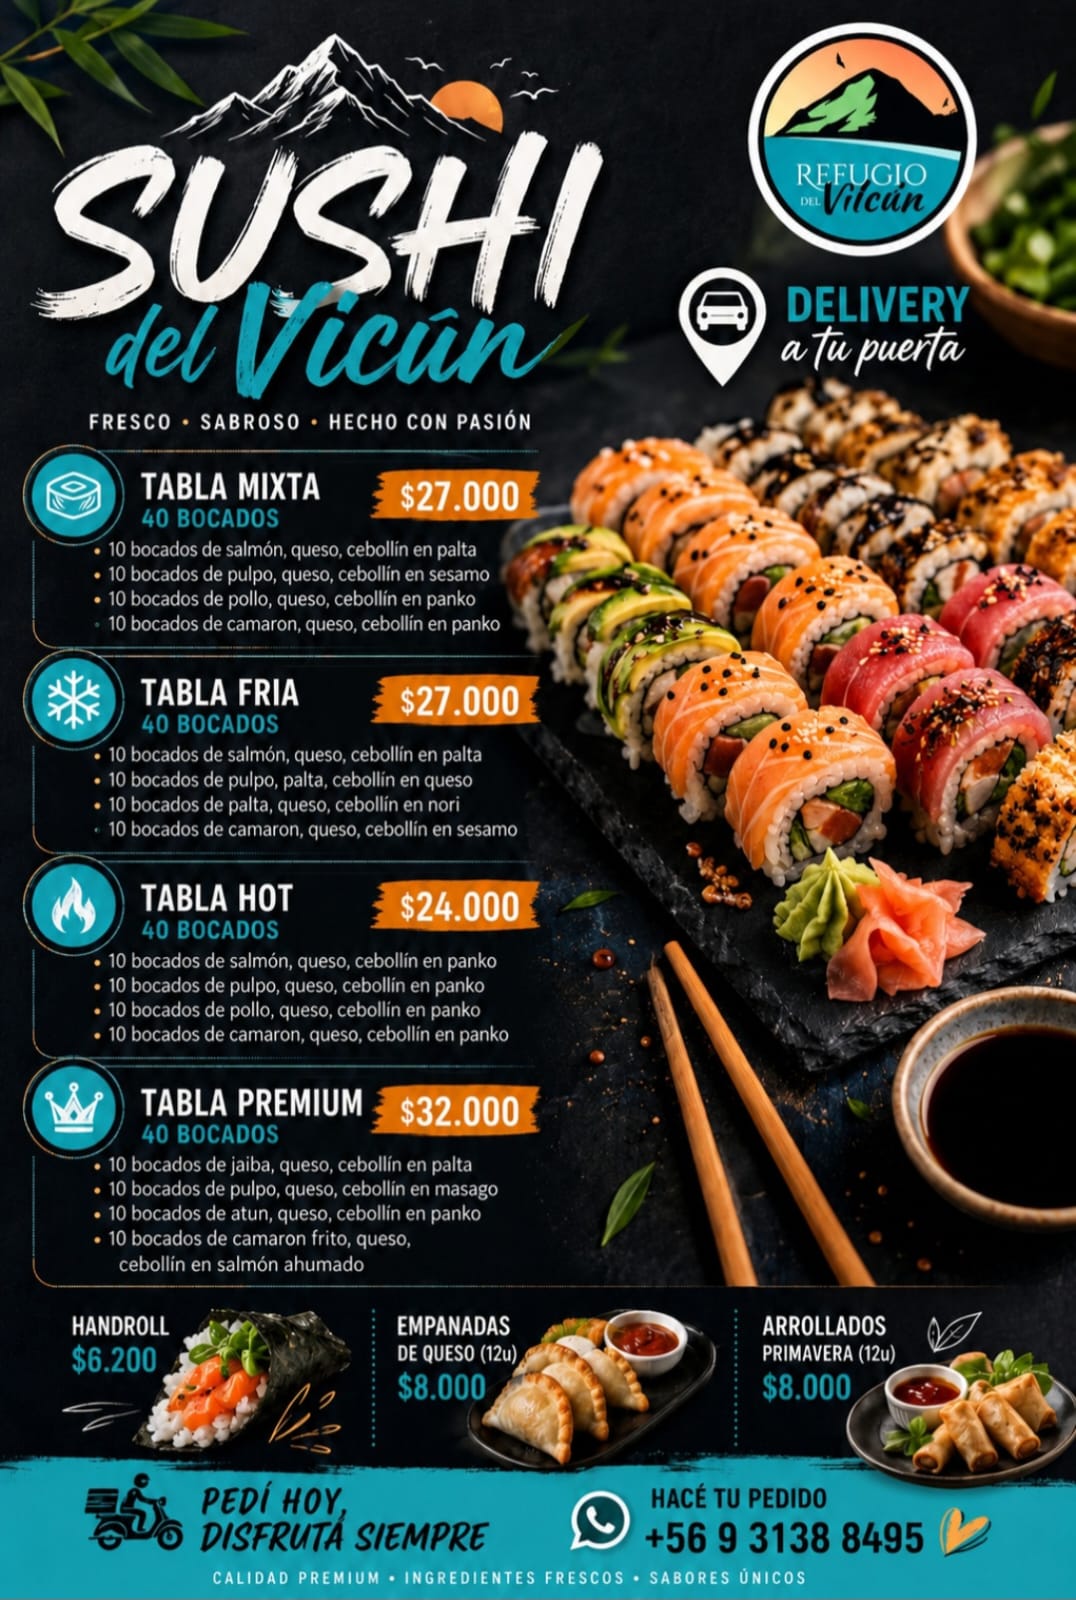 SUSHI
del Vicún
FRESCO • SABROSO • HECHO CON PASIÓN
REFUGIO
DEL Vilcún
DELIVERY
a tu puerta
TABLA MIXTA
$27.000
40 BOCADOS
• 10 bocados de salmón, queso, cebollín en palta
• 10 bocados de pulpo, queso, cebollín en sesamo
• 10 bocados de pollo, queso, cebollín en panko
• 10 bocados de camaron, queso, cebollín en panko
TABLA FRIA
$27.000
40 BOCADOS
• 10 bocados de salmón, queso, cebollín en palta
• 10 bocados de pulpo, palta, cebollín en queso
• 10 bocados de palta, queso, cebollín en nori
• 10 bocados de camaron, queso, cebollín en sesamo
TABLA HOT
$24.000
40 BOCADOS
• 10 bocados de salmón, queso, cebollín en panko
• 10 bocados de pulpo, queso, cebollín en panko
• 10 bocados de pollo, queso, cebollín en panko
• 10 bocados de camaron, queso, cebollín en panko
TABLA PREMIUM
$32.000
40 BOCADOS
• 10 bocados de jaiba, queso, cebollín en palta
• 10 bocados de pulpo, queso, cebollín en masago
• 10 bocados de atun, queso, cebollín en panko
• 10 bocados de camaron frito, queso,
cebollín en salmón ahumado
HANDROLL
$6.200
EMPANADAS
DE QUESO (12u)
$8.000
ARROLLADOS
PRIMAVERA (12u)
$8.000
PEDÍ HOY,
DISFRUTÁ SIEMPRE
HACÉ TU PEDIDO
+56 9 3138 8495
CALIDAD PREMIUM • INGREDIENTES FRESCOS • SABORES ÚNICOS